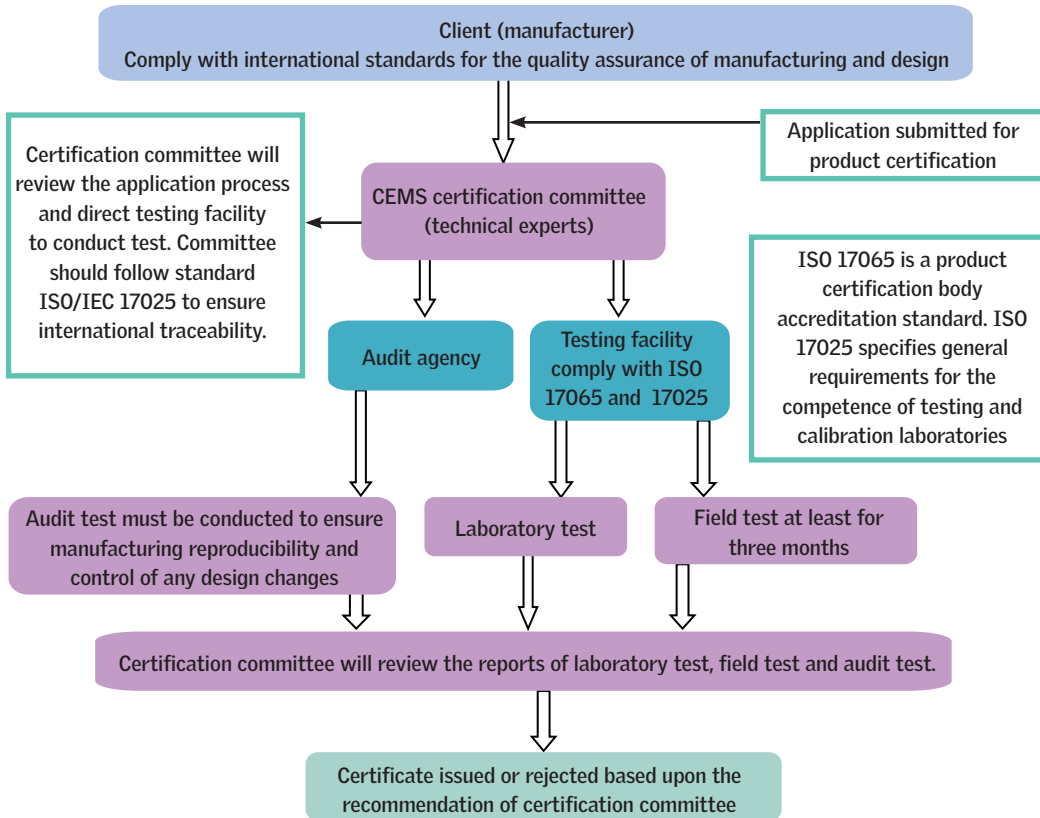 Client (manufacturer)
Comply with international standards for the quality assurance of manufacturing and design
Application submitted for
product certification
Certification committee will
review the application process
and direct testing facility
to conduct test. Committee
should follow standard
ISO/IEC 17025 to ensure
international traceability.
CEMS certification committee
(technical experts)
ISO 17065 is a product
certification body
accreditation standard. ISO
17025 specifies general
requirements for the
competence of testing and
calibration laboratories
Audit agency
Testing facility
comply with ISO
17065 and 17025
Audit test must be conducted to ensure
manufacturing reproducibility and
control of any design changes
Laboratory test
Field test at least for
three months
Certification committee will review the reports of laboratory test, field test and audit test.
Certificate issued or rejected based upon the
recommendation of certification committee